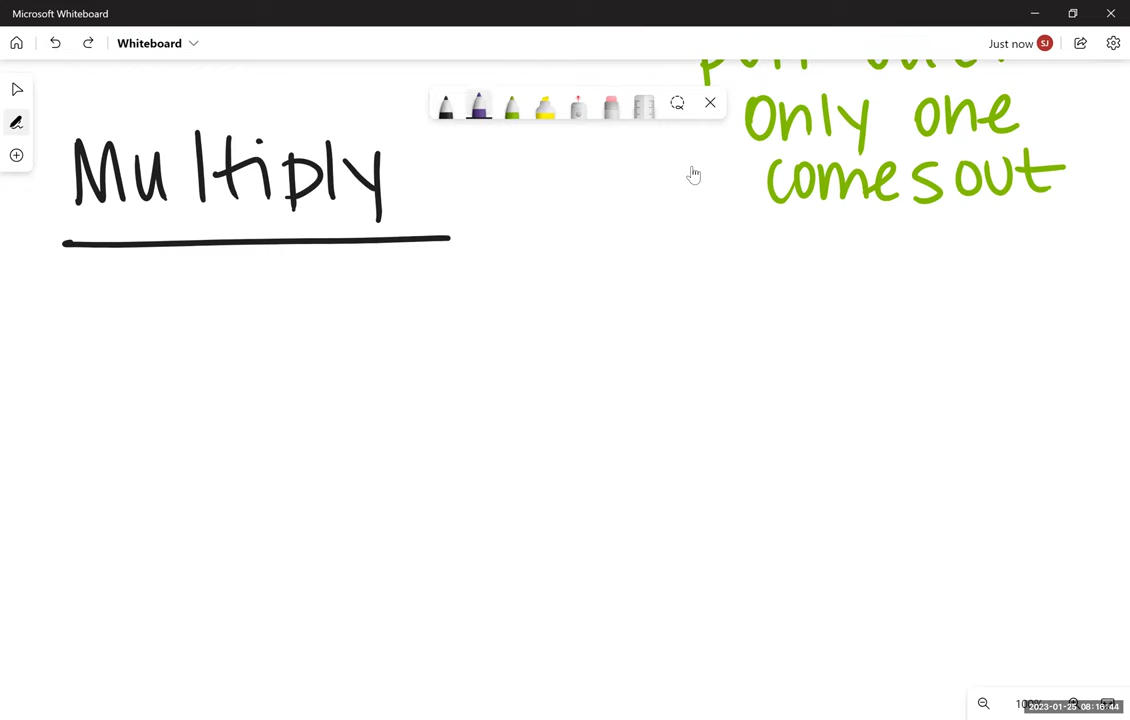 Microsoft Whiteboard
Whiteboard
Just now SJ
only one
comes out
Multiply
2023-01-25 08:16:44